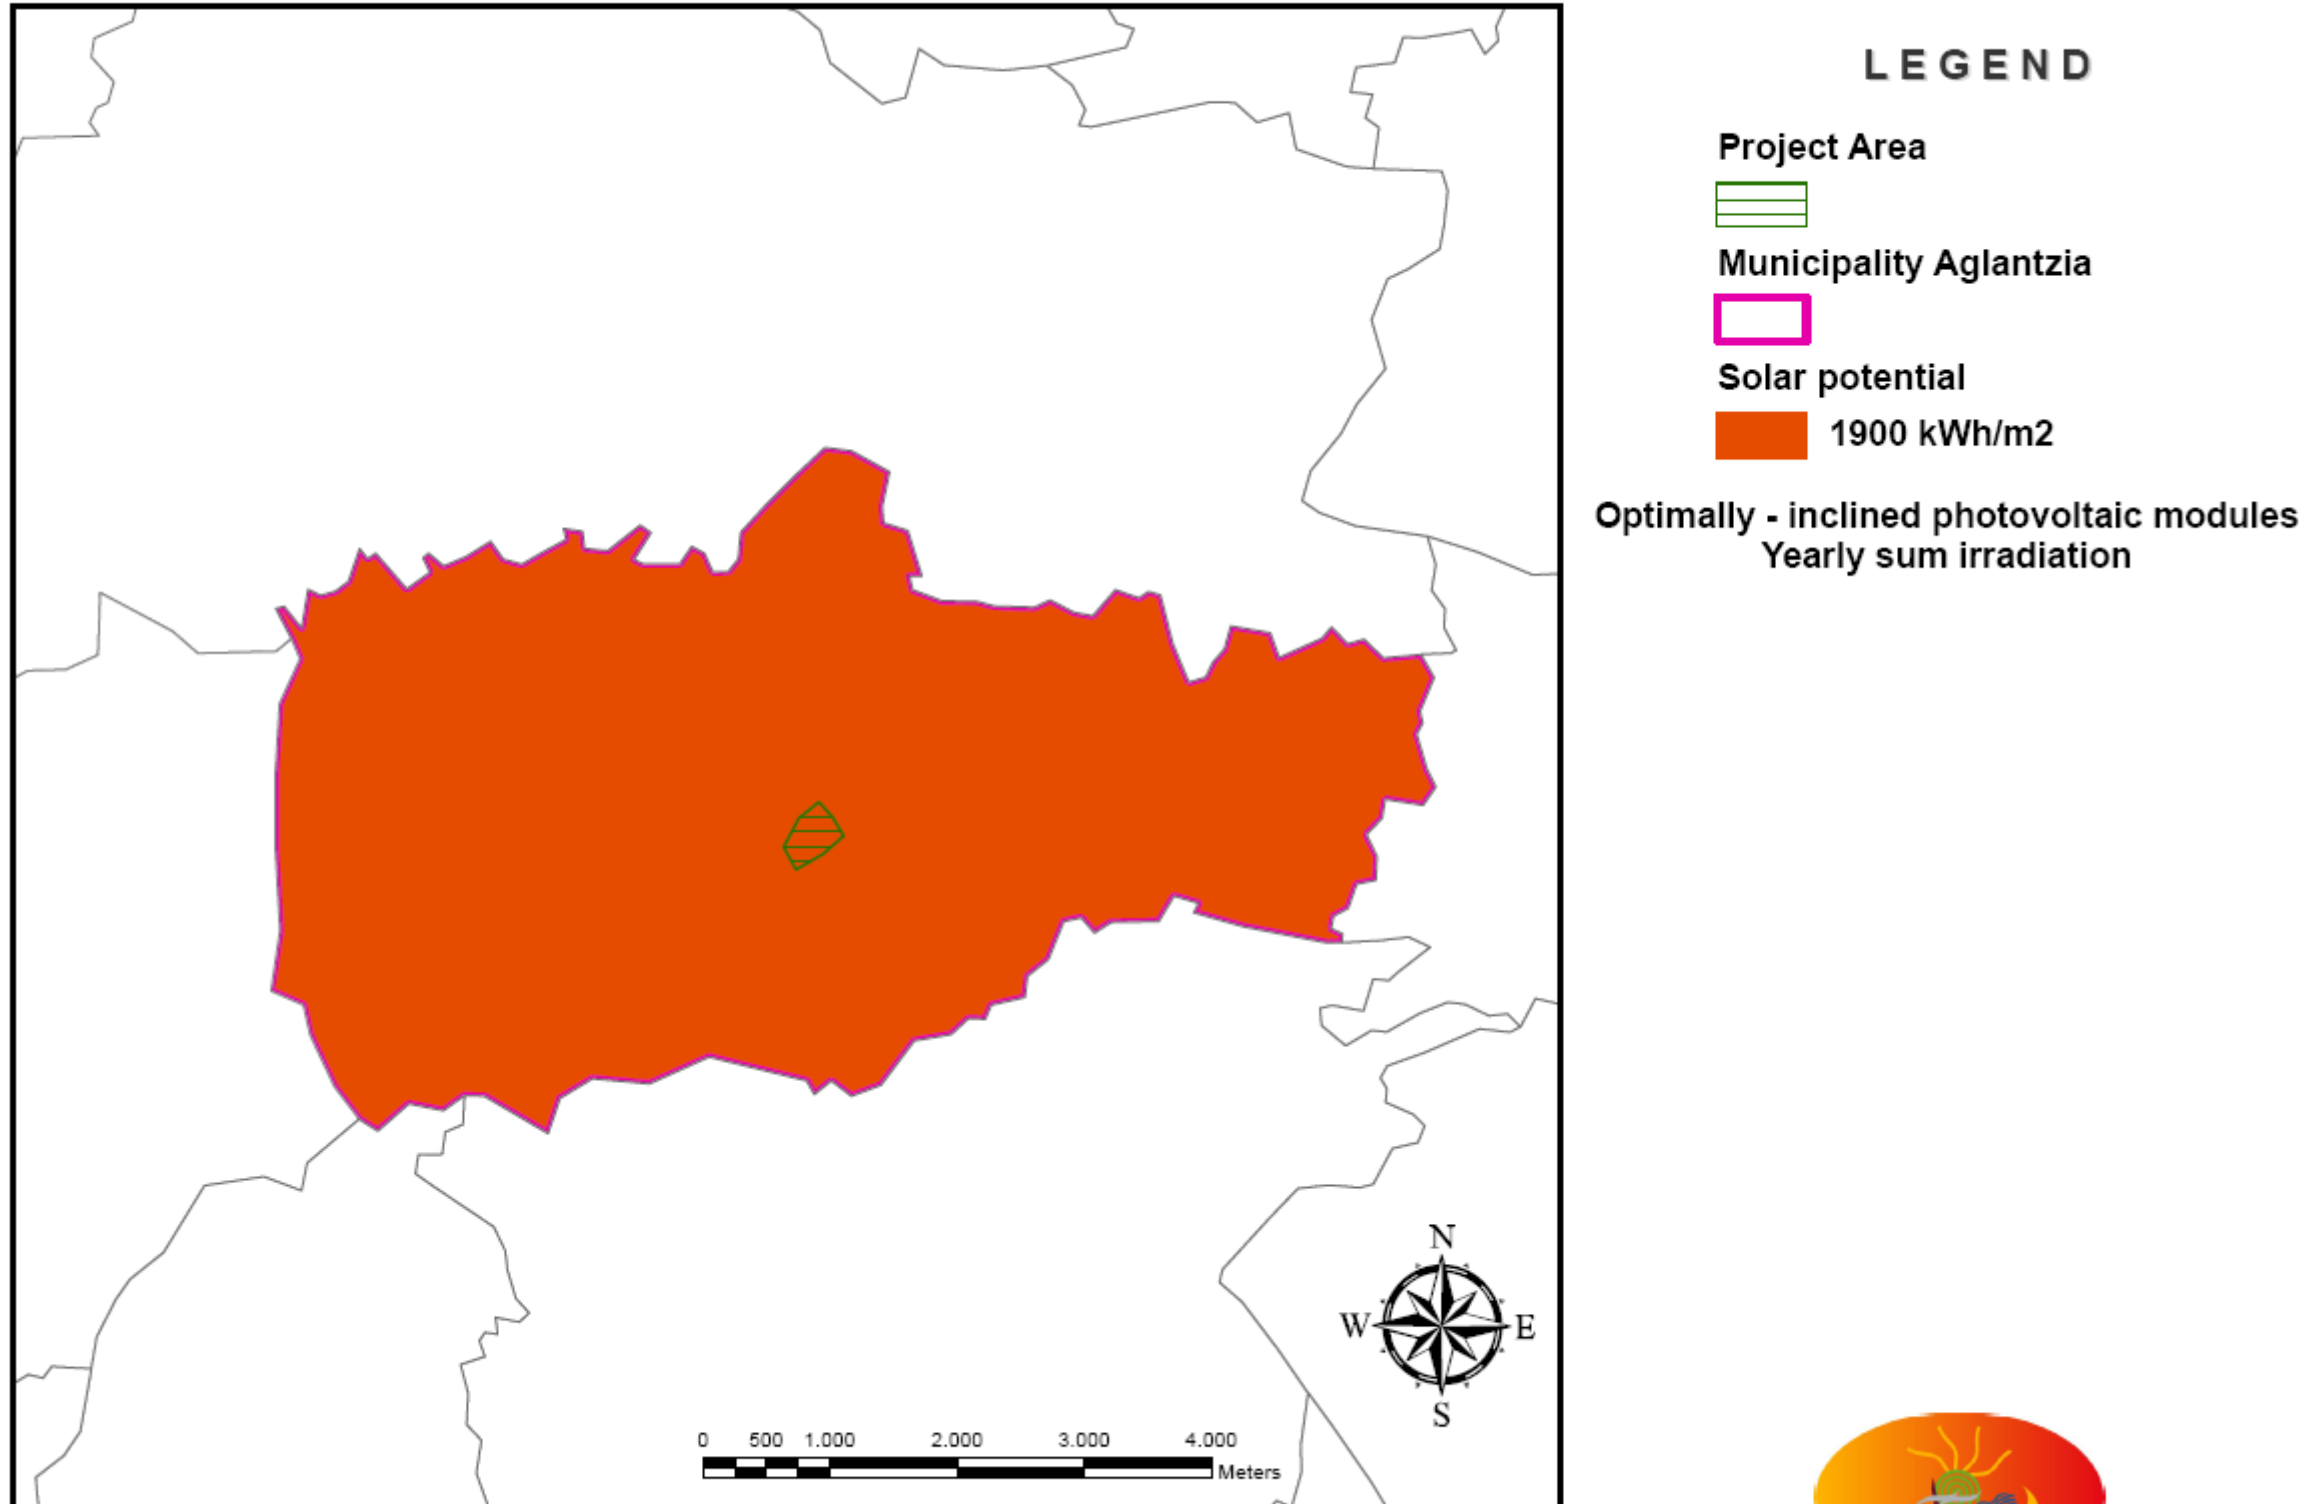 LEGEND
Project Area
Municipality Aglantzia
Solar potential
1900 kWh/m2
Optimally - inclined photovoltaic modules
Yearly sum irradiation
N
W E
S
0 500 1.000 2.000 3.000 4.000
Meters